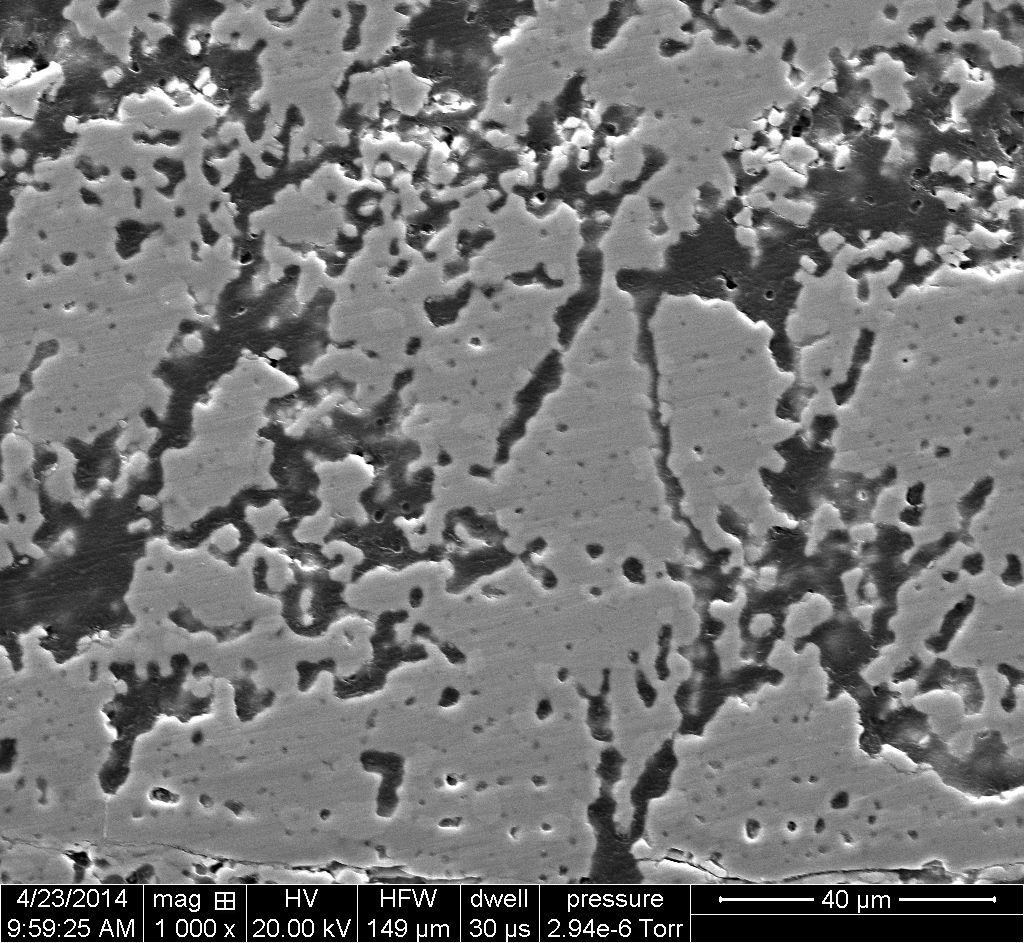 4/23/2014 mag HV HFW dwell pressure 40 µm
9:59:25 AM 1 000 x 20.00 kV 149 µm 30 µs 2.94e-6 Torr